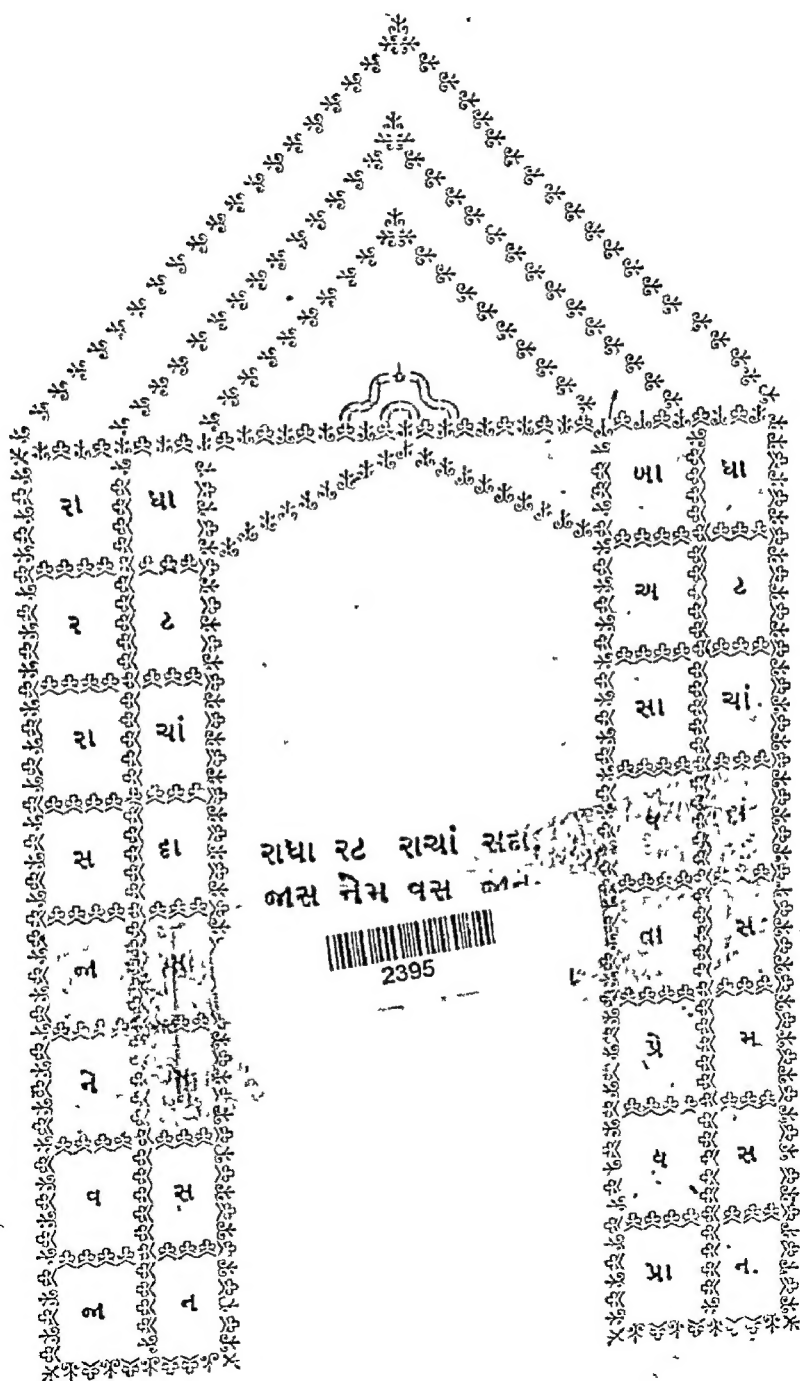 રા ધા બા ધા
ર ટ અ ટ
રા ચાં સા ચાં
સ દા દાં
જા તા સ
ને પ્રે મ
વ સ ધ સ
જા ન પ્રા ન.
રાધા રટ રાચાં સદા
જાસ નેમ વસ જાન.
2395